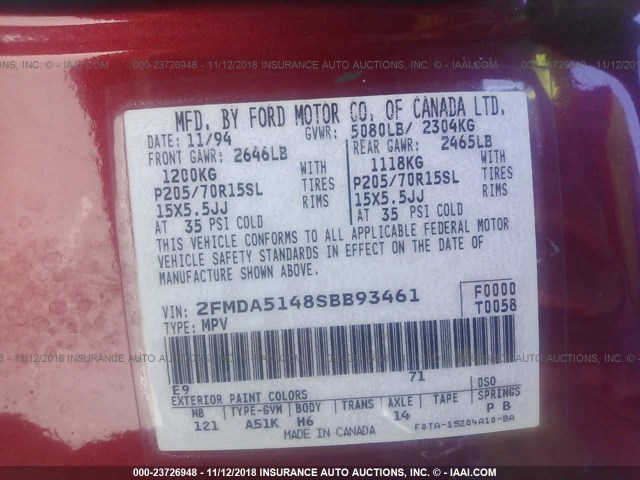 000-23726948 - 11/12/2018 INSURANCE AUTO AUCTIONS, INC. © - IAAI.COM
MFD. BY FORD MOTOR CO. OF CANADA LTD.
DATE: 11/94 GVWR: 5080LB/ 2304KG
FRONT GAWR: 2646LB REAR GAWR: 2465LB
1200KG WITH 1118KG WITH
P205/70R15SL TIRES P205/70R15SL TIRES
15X5.5JJ RIMS 15X5.5JJ RIMS
AT 35 PSI COLD AT 35 PSI COLD
THIS VEHICLE CONFORMS TO ALL APPLICABLE FEDERAL MOTOR
VEHICLE SAFETY STANDARDS IN EFFECT ON THE DATE OF
MANUFACTURE SHOWN ABOVE.
VIN: 2FMDA5148SBB93461 F0000
TYPE: MPV T0058
E9 71
EXTERIOR PAINT COLORS DSO
WB TYPE-GVM BODY TRANS AXLE TAPE SPRINGS
121 A51K H6 14 P B
MADE IN CANADA F0TA-15204A10-BA
000-23726948 - 11/12/2018 INSURANCE AUTO AUCTIONS, INC. © - IAAI.COM